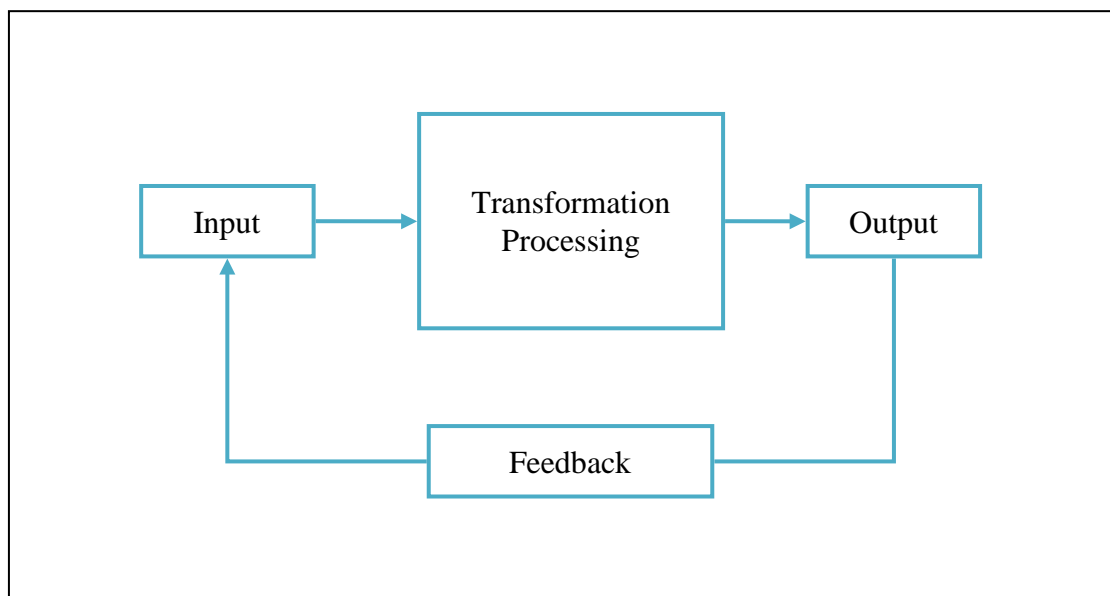 Input
Transformation
Processing
Output
Feedback